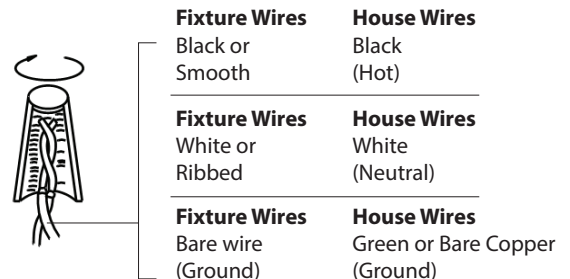 Fixture Wires House Wires
Black or Black
Smooth (Hot)
Fixture Wires House Wires
White or White
Ribbed (Neutral)
Fixture Wires House Wires
Bare wire Green or Bare Copper
(Ground) (Ground)